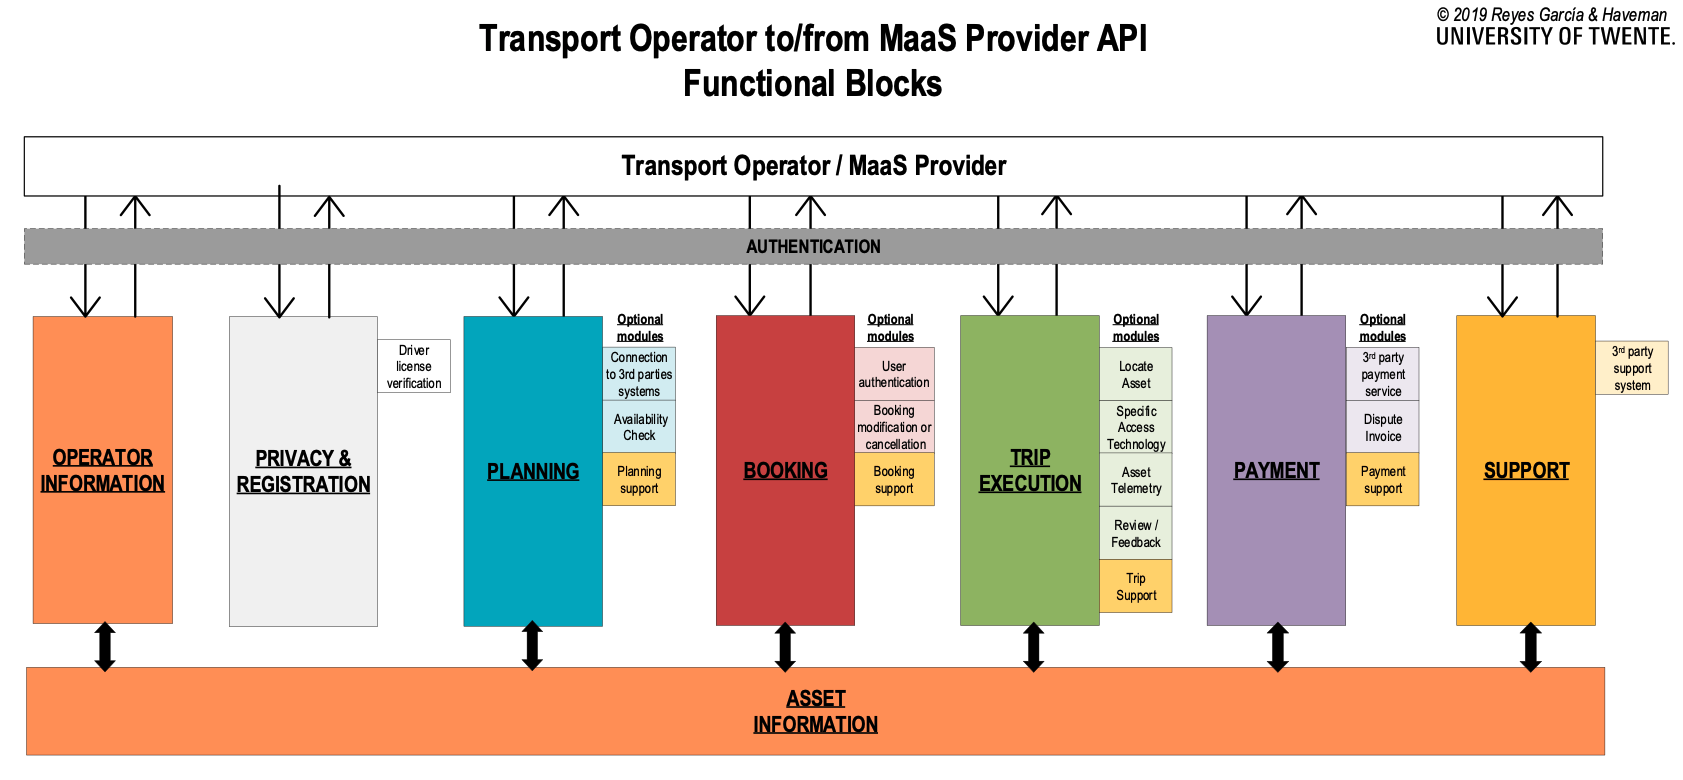 © 2019 Reyes García & Haveman
UNIVERSITY OF TWENTE.
Transport Operator to/from MaaS Provider API
Functional Blocks
Transport Operator / MaaS Provider
AUTHENTICATION
OPERATOR
INFORMATION
PRIVACY &
REGISTRATION
Driver
license
verification
PLANNING
Optional
modules
Connection
to 3rd parties
systems
Availability
Check
Planning
support
BOOKING
Optional
modules
User
authentication
Booking
modification or
cancellation
Booking
support
TRIP
EXECUTION
Optional
modules
Locate
Asset
Specific
Access
Technology
Asset
Telemetry
Review /
Feedback
Trip
Support
PAYMENT
Optional
modules
3rd party
payment
service
Dispute
Invoice
Payment
support
SUPPORT
3rd party
support
system
ASSET
INFORMATION